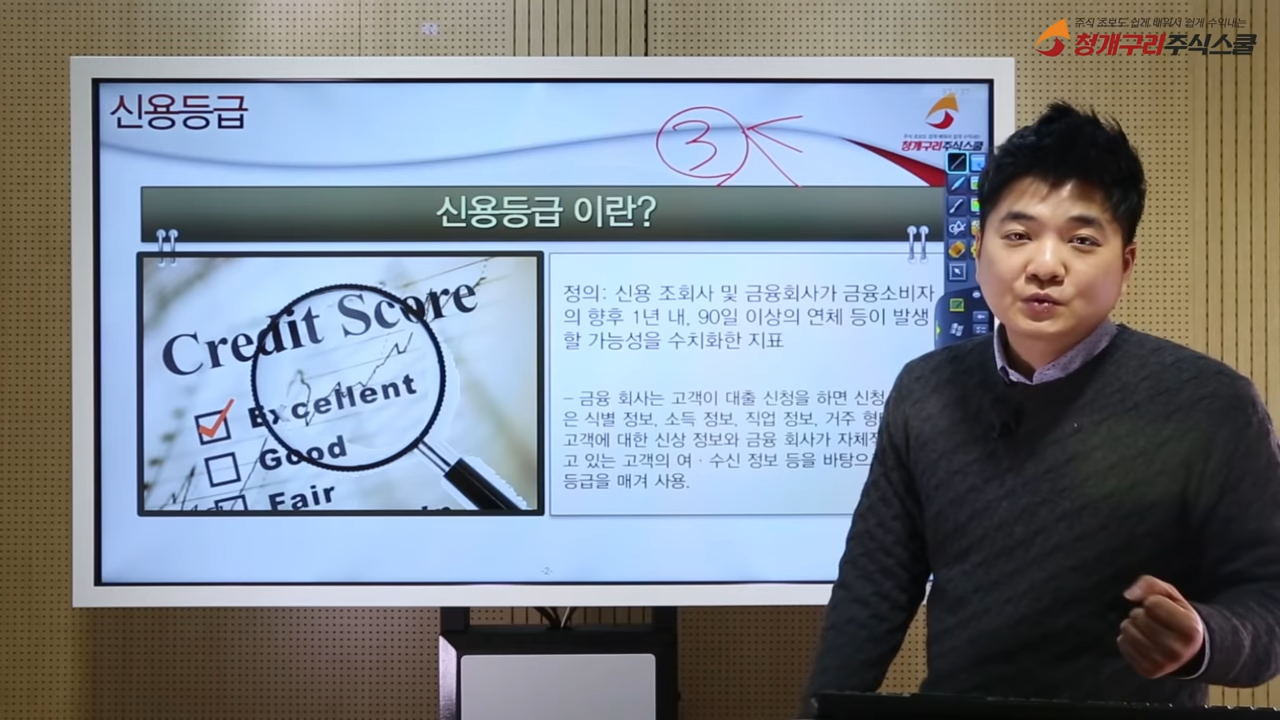 주식 초보도 쉽게 배워서 쉽게 수익내는
청개구리주식스쿨
신용등급
3
청개구리주식스쿨
신용등급 이란?
Credit Score
Excellent
Good
Fair
정의: 신용 조회사 및 금융회사가 금융소비자
의 향후 1년 내, 90일 이상의 연체 등이 발생
할 가능성을 수치화한 지표
– 금융 회사는 고객이 대출 신청을 하면 신청
은 식별 정보, 소득 정보, 직업 정보, 거주 형
고객에 대한 신상 정보와 금융 회사가 자체
고 있는 고객의 여 · 수신 정보 등을 바탕으
등급을 매겨 사용.
-2-